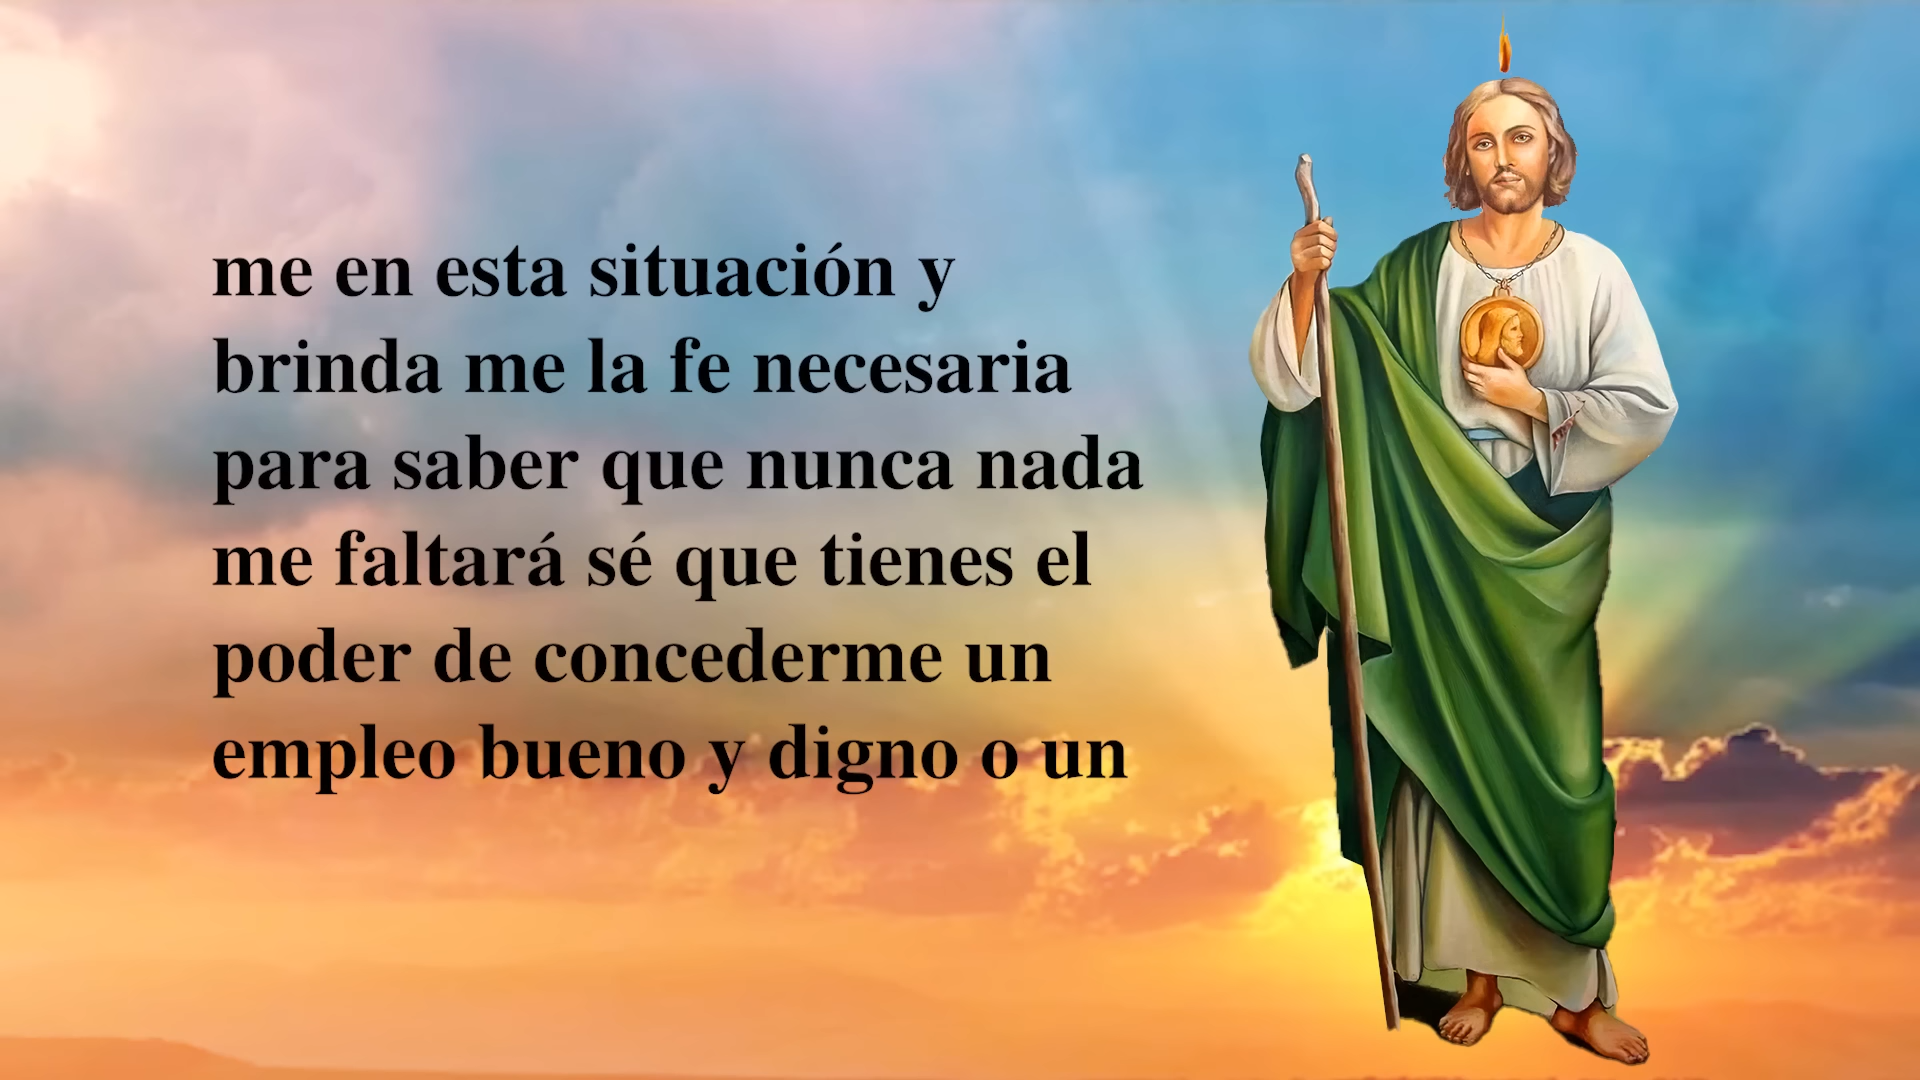 me en esta situación y
brinda me la fe necesaria
para saber que nunca nada
me faltará sé que tienes el
poder de concederme un
empleo bueno y digno o un